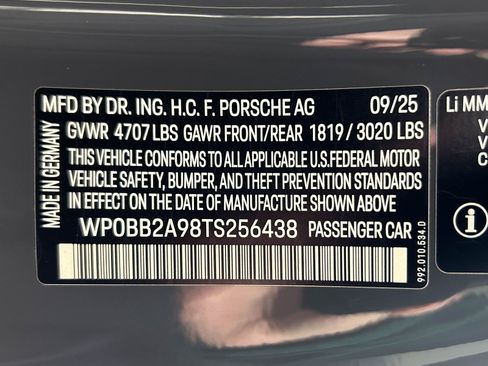 MFD BY DR. ING. H.C. F. PORSCHE AG 09/25
GVWR 4707 LBS GAWR FRONT/REAR 1819 / 3020 LBS
THIS VEHICLE CONFORMS TO ALL APPLICABLE U.S.FEDERAL MOTOR
VEHICLE SAFETY, BUMPER, AND THEFT PREVENTION STANDARDS
IN EFFECT ON THE DATE OF MANUFACTURE SHOWN ABOVE.
WP0BB2A98TS256438 PASSENGER CAR
MADE IN GERMANY
992.010.534.D
Li MM
V
V
C
i